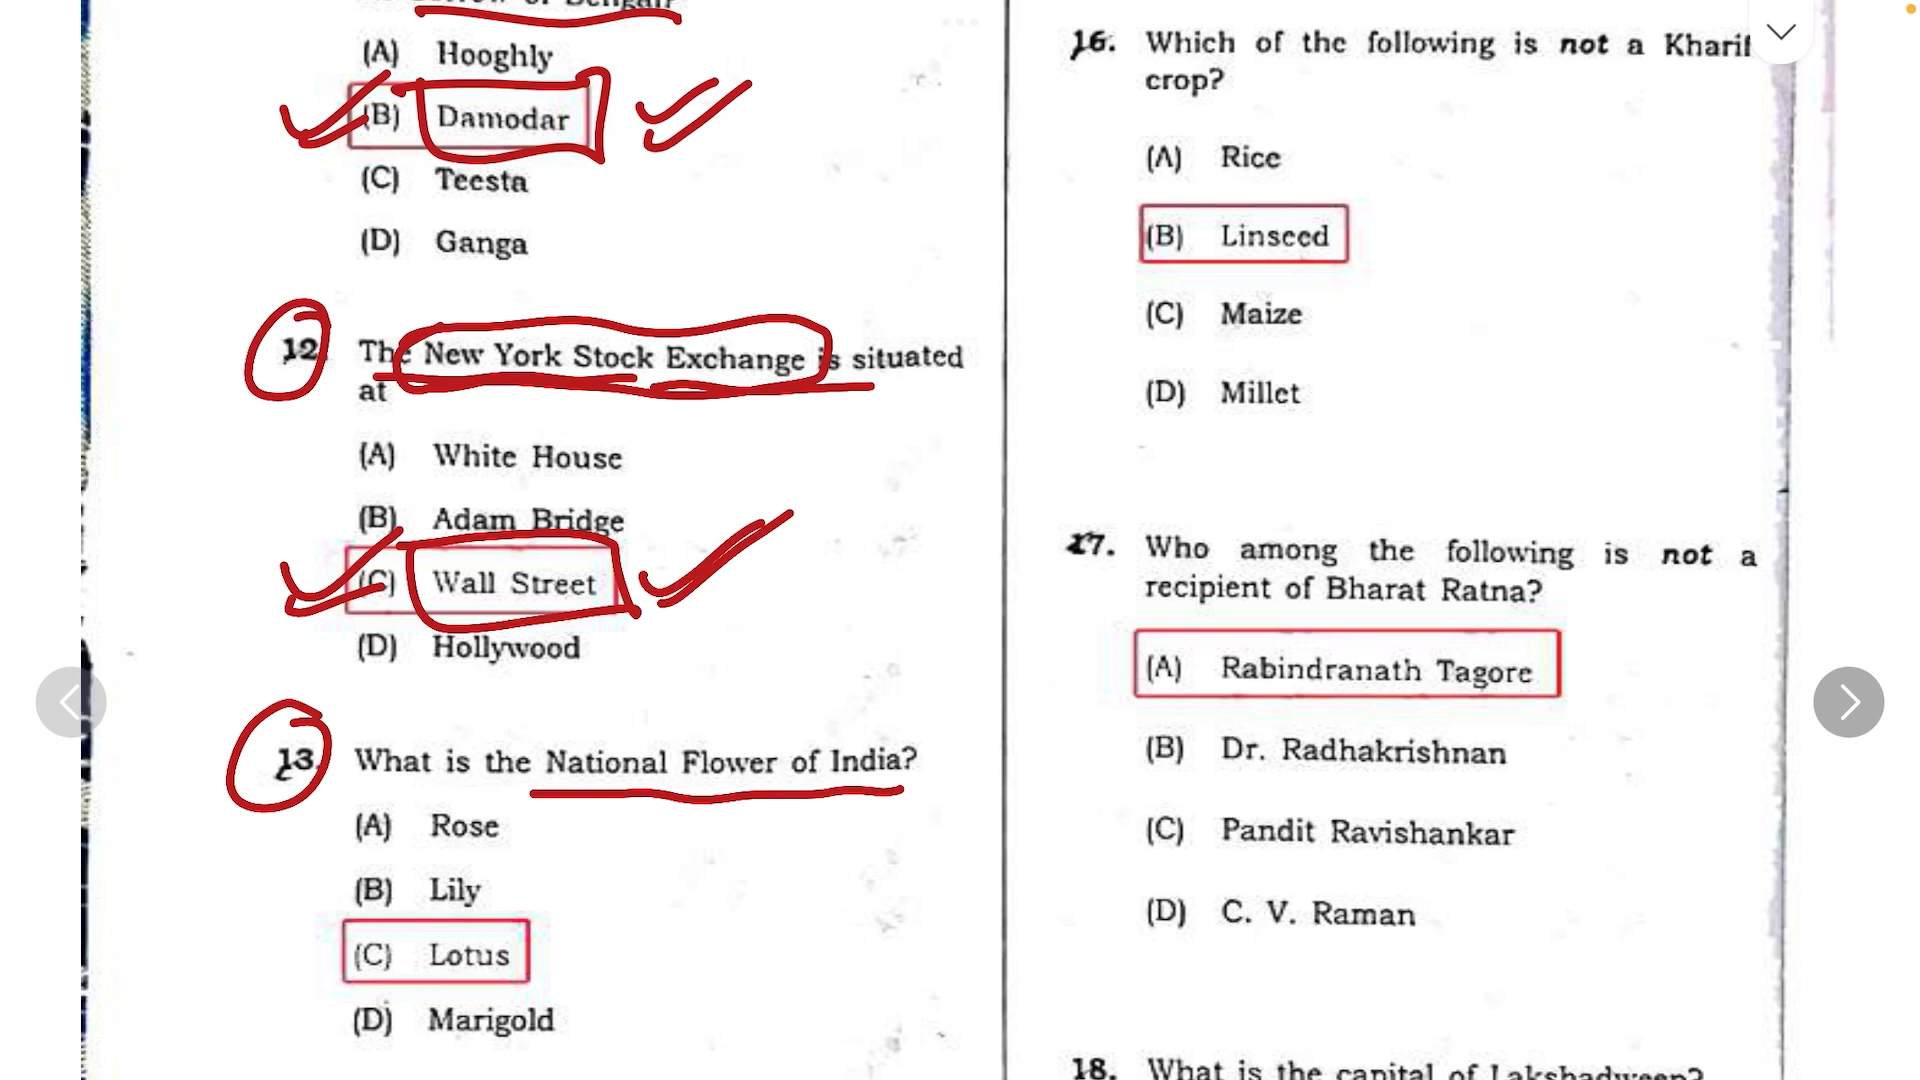 of Bengal?
(A) Hooghly
(B) Damodar
(C) Teesta
(D) Ganga
12. The New York Stock Exchange is situated
at
(A) White House
(B) Adam Bridge
(C) Wall Street
(D) Hollywood
13. What is the National Flower of India?
(A) Rose
(B) Lily
(C) Lotus
(D) Marigold
16. Which of the following is not a Kharif
crop?
(A) Rice
(B) Linseed
(C) Maize
(D) Millet
17. Who among the following is not a
recipient of Bharat Ratna?
(A) Rabindranath Tagore
(B) Dr. Radhakrishnan
(C) Pandit Ravishankar
(D) C. V. Raman
18. What is the capital of Lakshadweep?